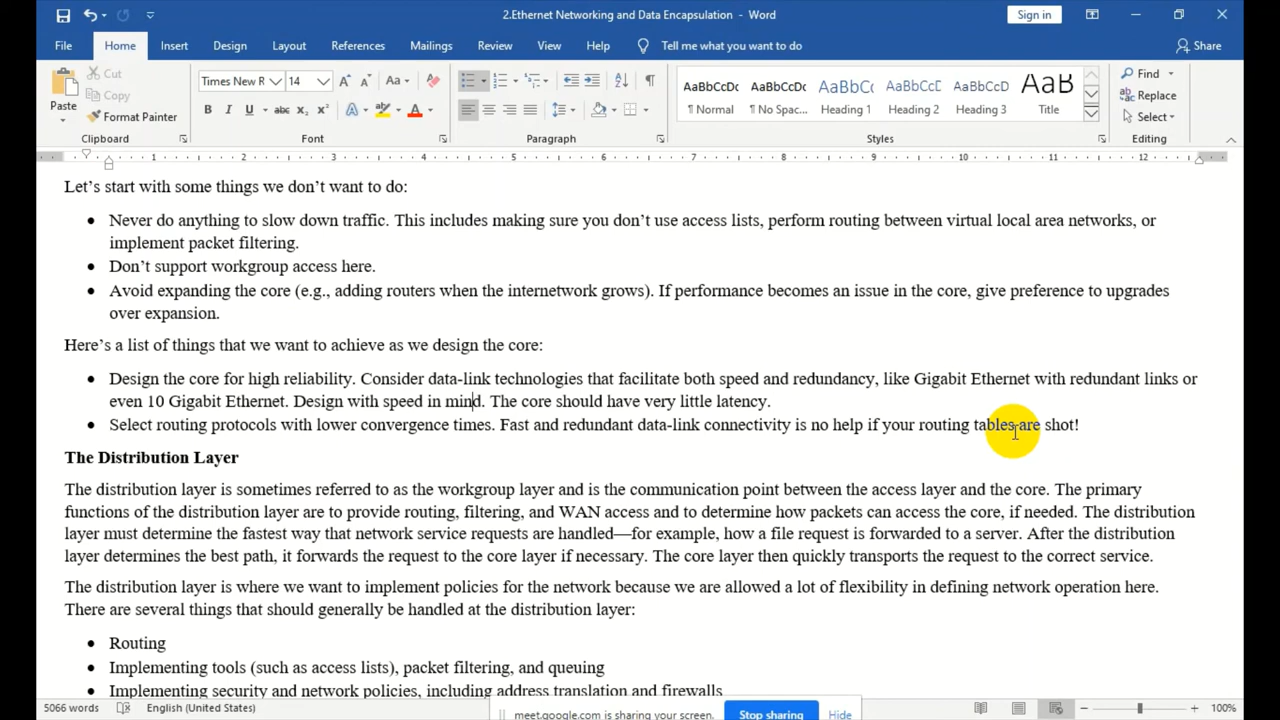 2.Ethernet Networking and Data Encapsulation - Word
Sign in
File Home Insert Design Layout References Mailings Review View Help Tell me what you want to do Share
Paste
Cut
Copy
Format Painter
Clipboard
Times New R 14
Aa
B I U abc x₂ x²
A
Font
Paragraph
AaBbCcDc AaBbCcDc AaBbC AaBbCcD AaBbCcD AaB
¶ Normal ¶ No Spac... Heading 1 Heading 2 Heading 3 Title
Styles
Find
Replace
Select
Editing
1 2 3 4 5 6 7 8 9 10 11 12
Let’s start with some things we don’t want to do:
• Never do anything to slow down traffic. This includes making sure you don’t use access lists, perform routing between virtual local area networks, or
implement packet filtering.
• Don’t support workgroup access here.
• Avoid expanding the core (e.g., adding routers when the internetwork grows). If performance becomes an issue in the core, give preference to upgrades
over expansion.
Here’s a list of things that we want to achieve as we design the core:
• Design the core for high reliability. Consider data-link technologies that facilitate both speed and redundancy, like Gigabit Ethernet with redundant links or
even 10 Gigabit Ethernet. Design with speed in mind. The core should have very little latency.
• Select routing protocols with lower convergence times. Fast and redundant data-link connectivity is no help if your routing tables are shot!
The Distribution Layer
The distribution layer is sometimes referred to as the workgroup layer and is the communication point between the access layer and the core. The primary
functions of the distribution layer are to provide routing, filtering, and WAN access and to determine how packets can access the core, if needed. The distribution
layer must determine the fastest way that network service requests are handled—for example, how a file request is forwarded to a server. After the distribution
layer determines the best path, it forwards the request to the core layer if necessary. The core layer then quickly transports the request to the correct service.
The distribution layer is where we want to implement policies for the network because we are allowed a lot of flexibility in defining network operation here.
There are several things that should generally be handled at the distribution layer:
• Routing
• Implementing tools (such as access lists), packet filtering, and queuing
• Implementing security and network policies, including address translation and firewalls
5066 words English (United States) 100%
meet.google.com is sharing your screen. Stop sharing Hide